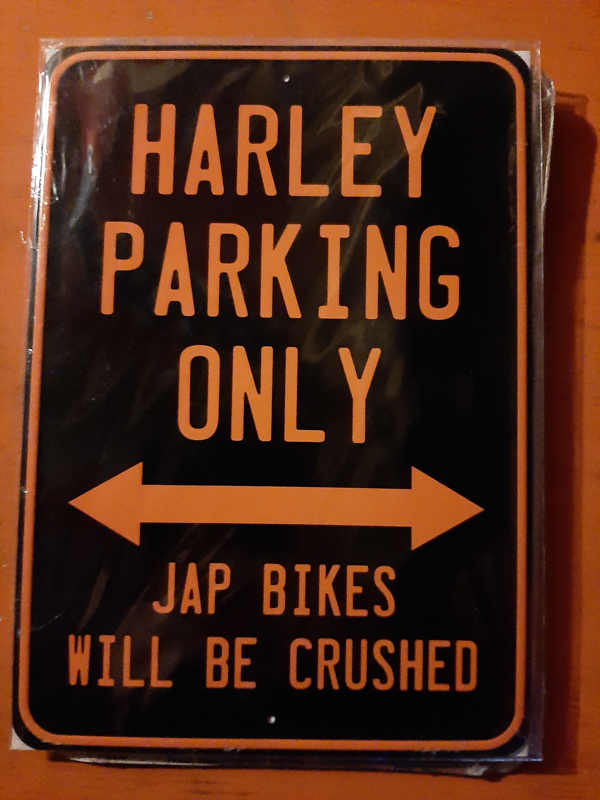 HARLEY
PARKING
ONLY
JAP BIKES
WILL BE CRUSHED